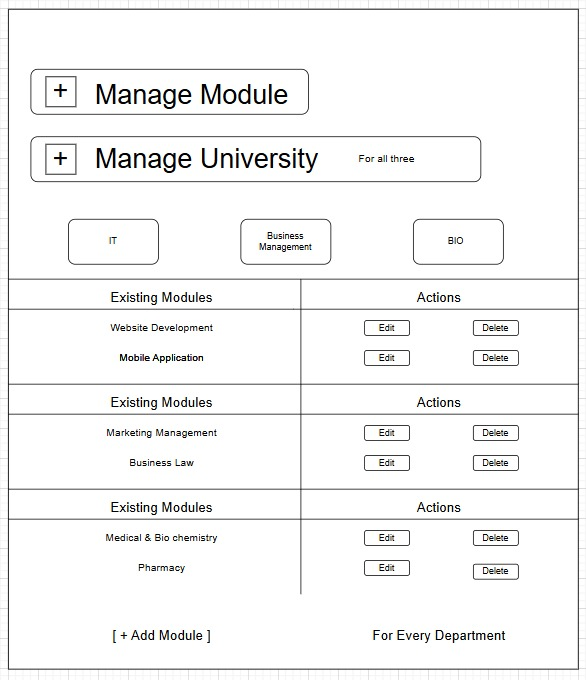 + Manage Module
+ Manage University For all three
IT
Business
Management
BIO
Existing Modules Actions
Website Development Edit Delete
Mobile Application Edit Delete
Existing Modules Actions
Marketing Management Edit Delete
Business Law Edit Delete
Existing Modules Actions
Medical & Bio chemistry Edit Delete
Pharmacy Edit Delete
[ + Add Module ] For Every Department